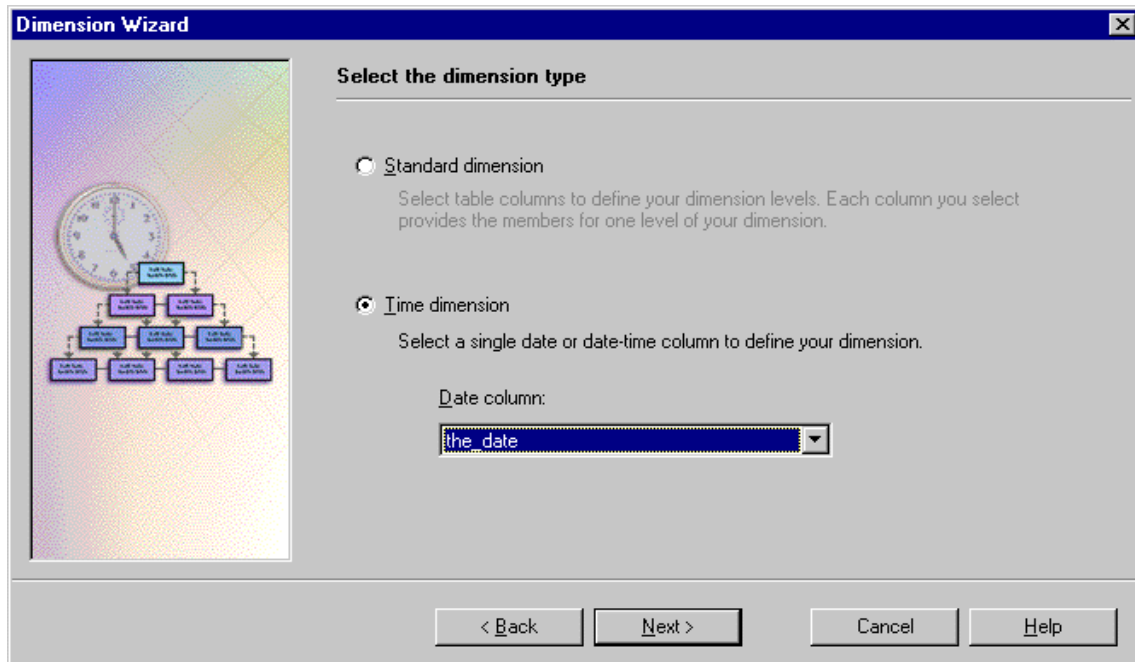 Dimension Wizard
Select the dimension type
Standard dimension
Select table columns to define your dimension levels. Each column you select
provides the members for one level of your dimension.
Time dimension
Select a single date or date-time column to define your dimension.
Date column:
the_date
< Back
Next >
Cancel
Help